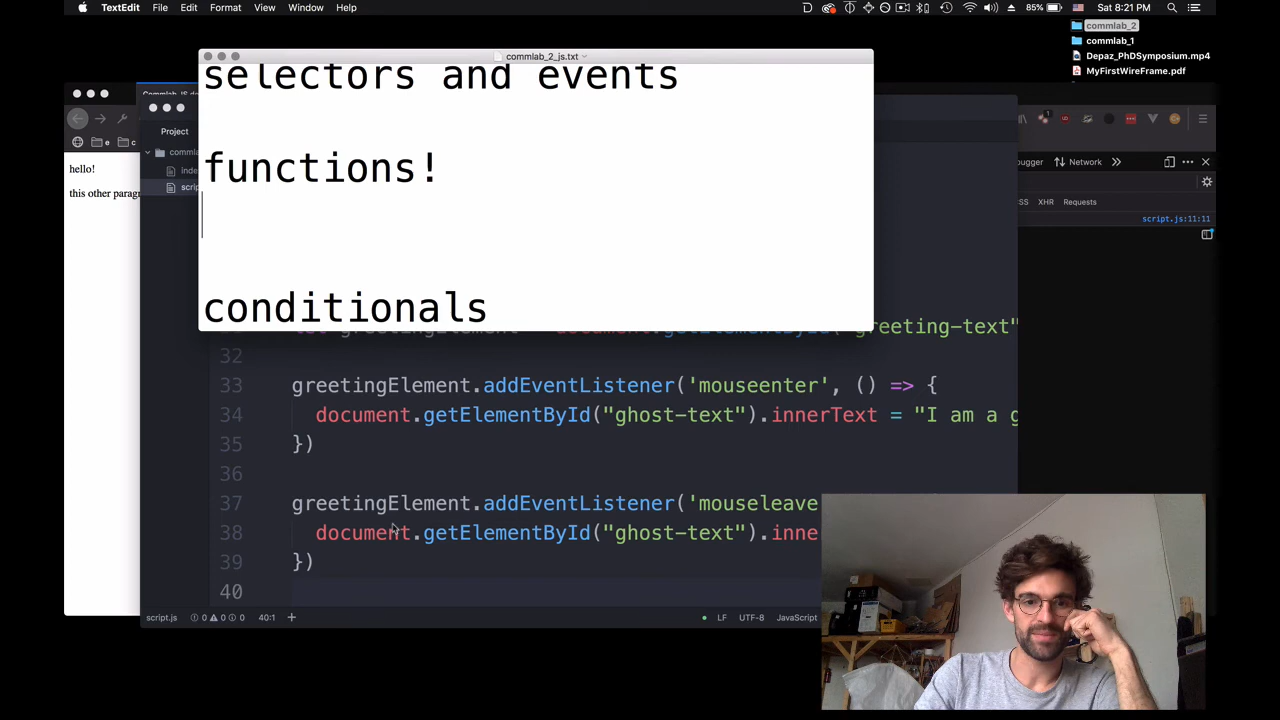 TextEdit File Edit Format View Window Help
85% Sat 8:21 PM
commlab_2
commlab_1
Depaz_PhDSymposium.mp4
MyFirstWireFrame.pdf
commlab_2_js.txt
selectors and events
functions!
conditionals
Project
script.js
hello!
this other paragr
Network
XHR Requests
script.js:11:11
32
33 greetingElement.addEventListener('mouseenter', () => {
34 document.getElementById("ghost-text").innerText = "I am a g
35 })
36
37 greetingElement.addEventListener('mouseleave
38 document.getElementById("ghost-text").inne
39 })
40
script.js 0 0 0 40:1 + LF UTF-8 JavaScript